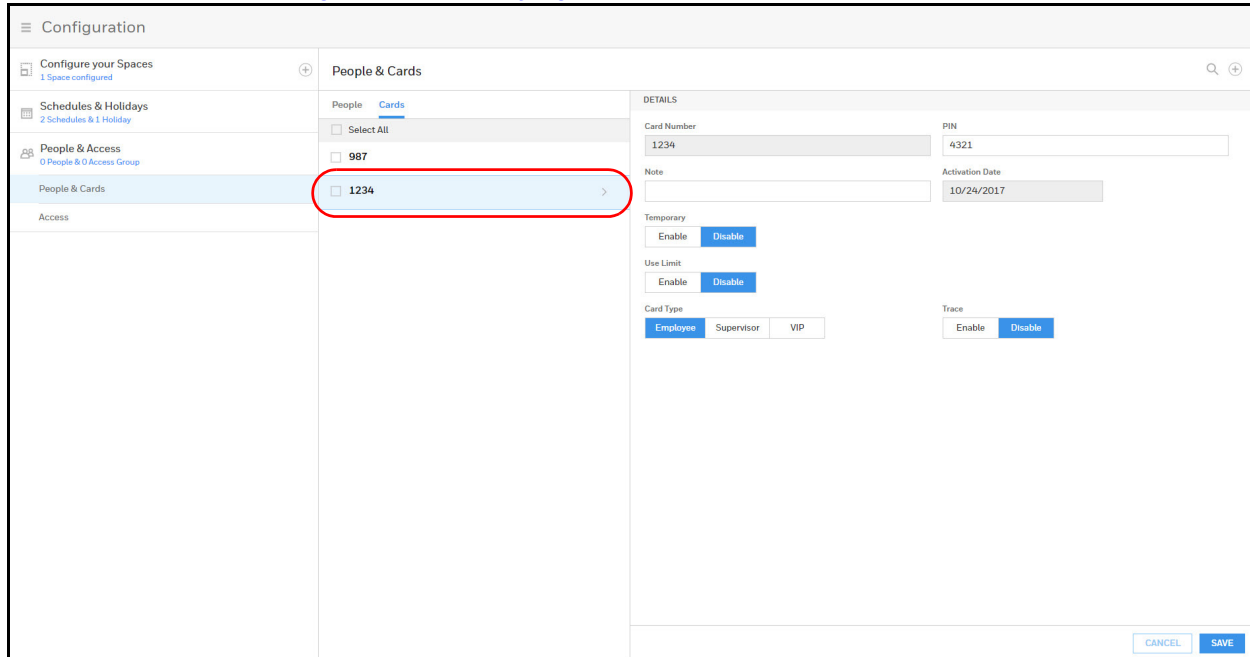 Configuration
Configure your Spaces
1 Space configured
Schedules & Holidays
2 Schedules & 1 Holiday
People & Access
0 People & 0 Access Group
People & Cards
Access
People & Cards
People Cards
Select All
987
1234
DETAILS
Card Number PIN
1234 4321
Note Activation Date
10/24/2017
Temporary
Enable Disable
Use Limit
Enable Disable
Card Type Trace
Employee Supervisor VIP Enable Disable
CANCEL SAVE